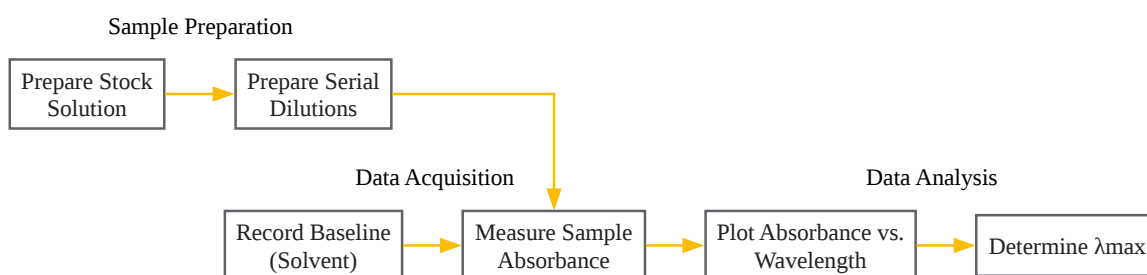 Sample Preparation
Prepare Stock
Solution
Prepare Serial
Dilutions
Data Acquisition
Data Analysis
Record Baseline
(Solvent)
Measure Sample
Absorbance
Plot Absorbance vs.
Wavelength
Determine λmax